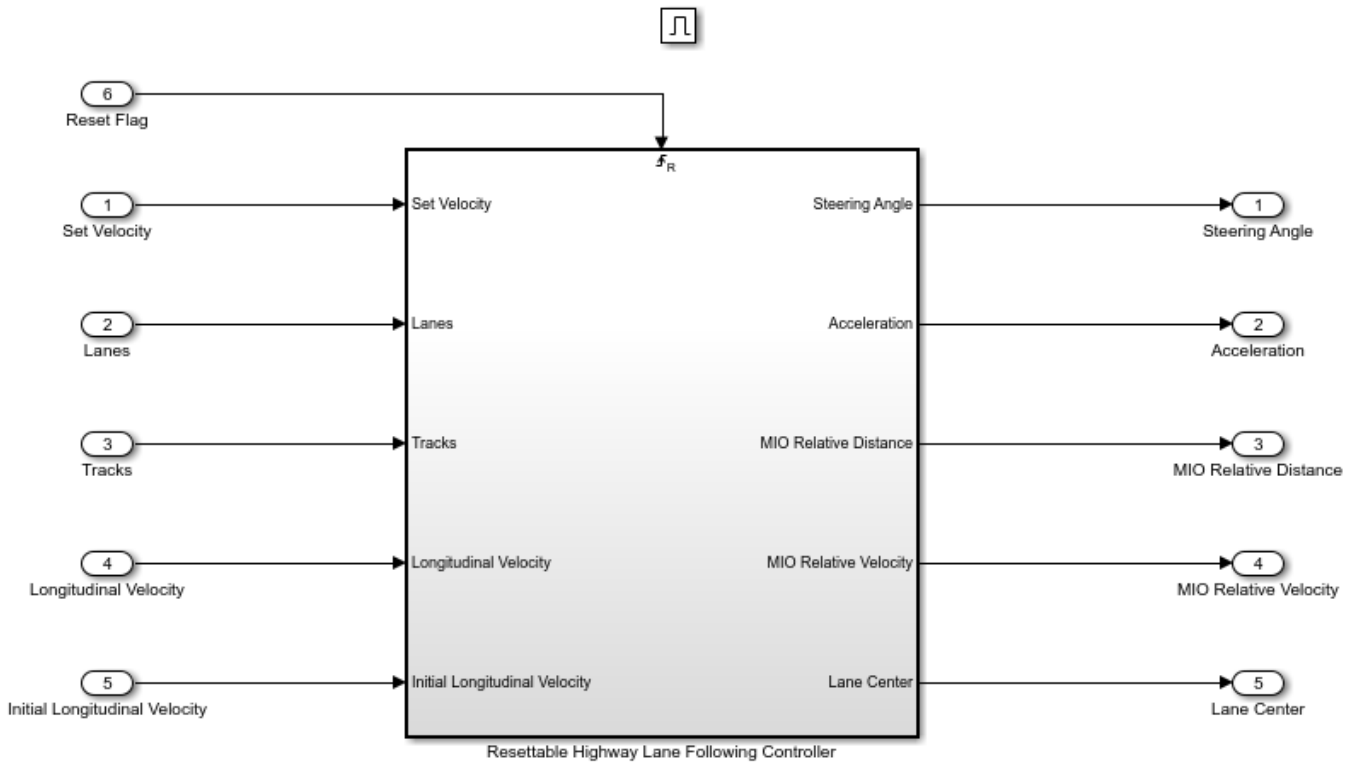 6
Reset Flag
R
1
Set Velocity
Set Velocity
Steering Angle
1
Steering Angle
2
Lanes
Lanes
Acceleration
2
Acceleration
3
Tracks
Tracks
MIO Relative Distance
3
MIO Relative Distance
4
Longitudinal Velocity
Longitudinal Velocity
MIO Relative Velocity
4
MIO Relative Velocity
5
Initial Longitudinal Velocity
Initial Longitudinal Velocity
Lane Center
5
Lane Center
Resettable Highway Lane Following Controller